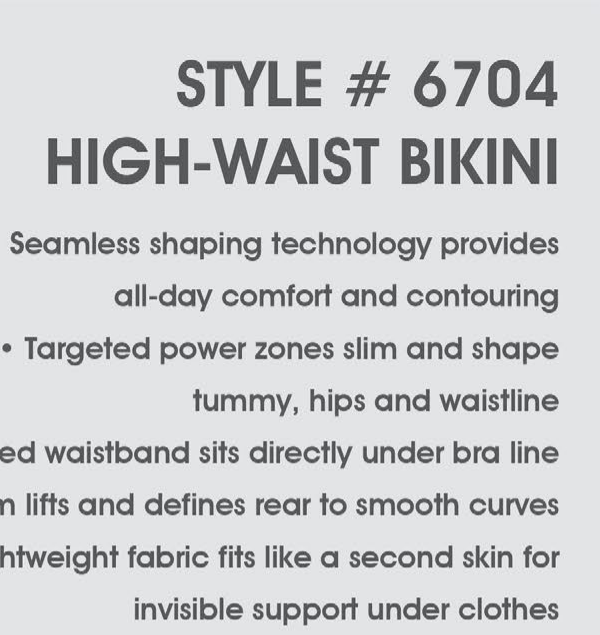 STYLE # 6704
HIGH-WAIST BIKINI
Seamless shaping technology provides
all-day comfort and contouring
• Targeted power zones slim and shape
tummy, hips and waistline
waistband sits directly under bra line
lifts and defines rear to smooth curves
fabric fits like a second skin for
invisible support under clothes